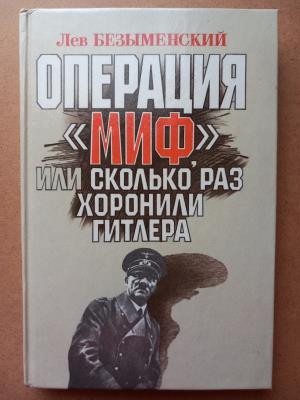 Лев БЕЗЫМЕНСКИЙ
ОПЕРАЦИЯ
«МИФ»,
ИЛИ СКОЛЬКО РАЗ
ХОРОНИЛИ
ГИТЛЕРА